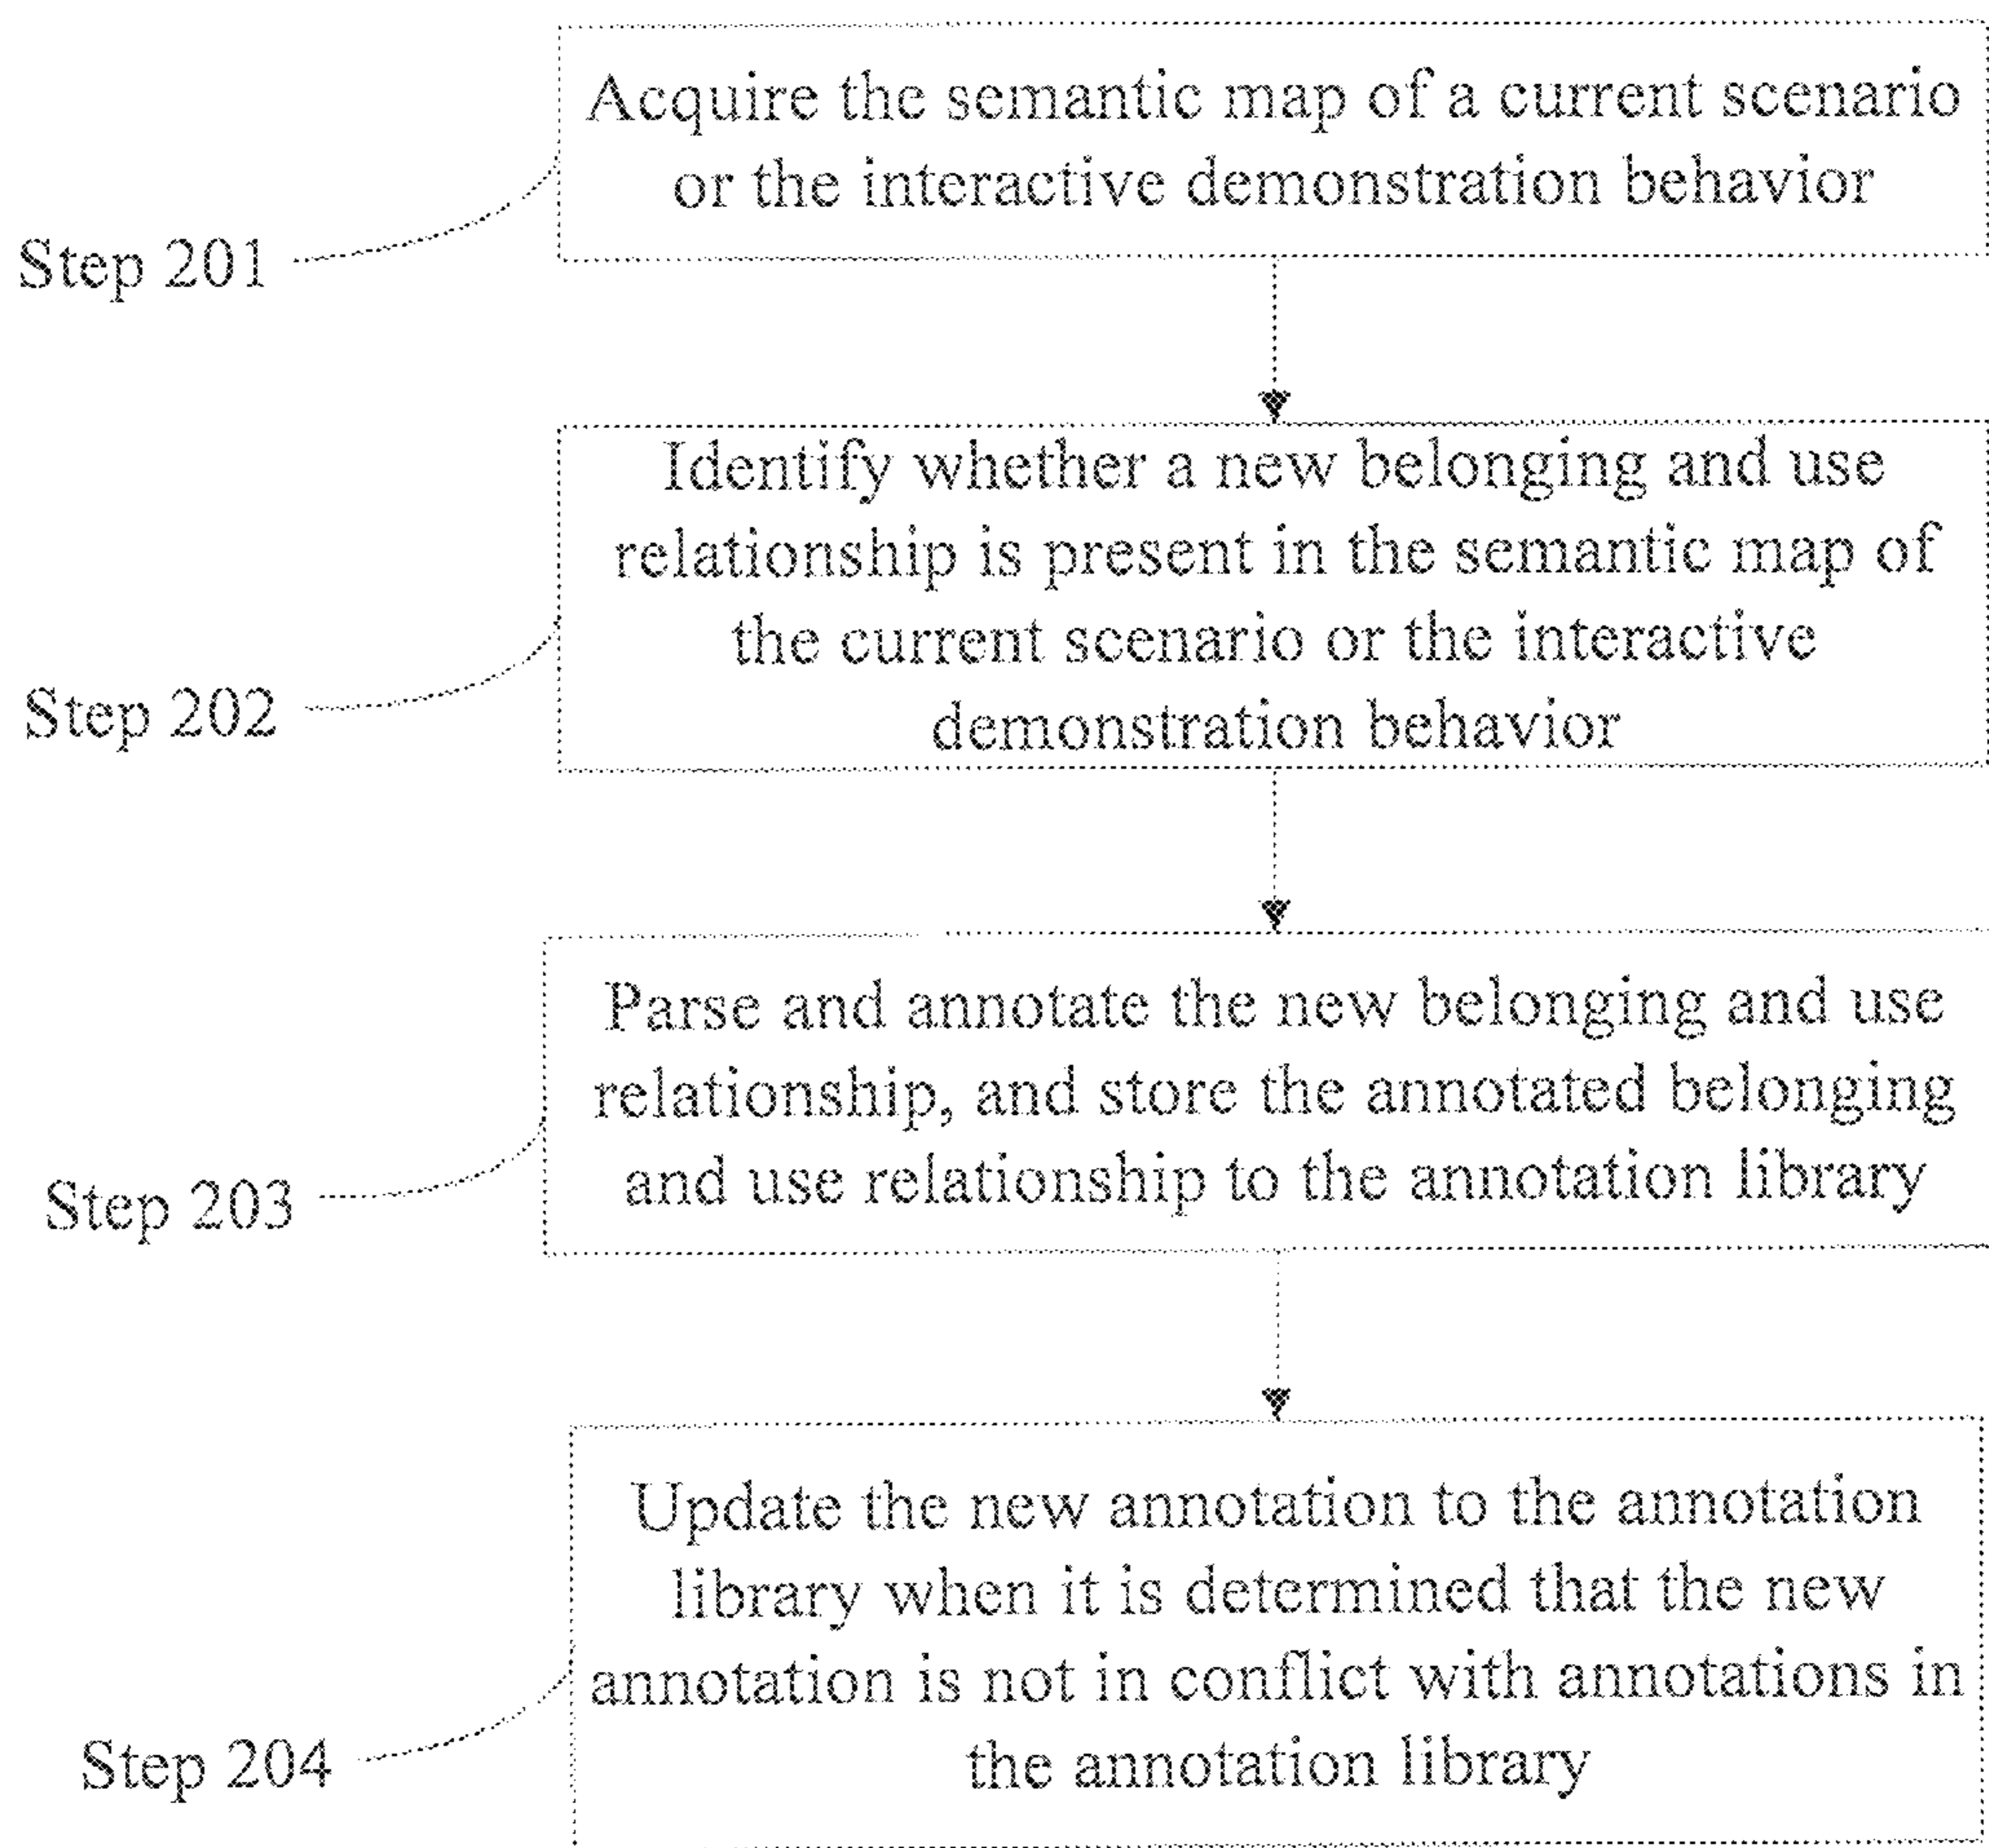 Acquire the semantic map of a current scenario
or the interactive demonstration behavior
Step 201
Identify whether a new belonging and use
relationship is present in the semantic map of
the current scenario or the interactive
demonstration behavior
Step 202
Parse and annotate the new belonging and use
relationship, and store the annotated belonging
and use relationship to the annotation library
Step 203
Update the new annotation to the annotation
library when it is determined that the new
annotation is not in conflict with annotations in
the annotation library
Step 204